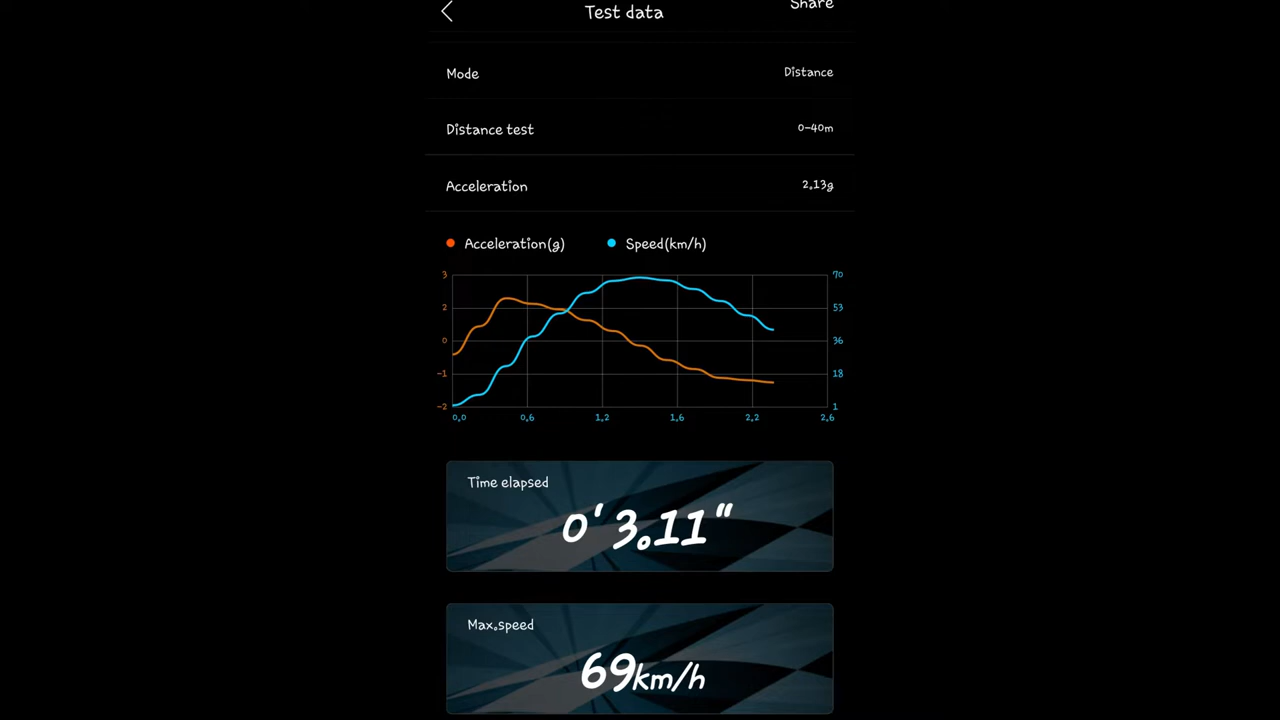 Test data
Share
Mode
Distance
Distance test
0-40m
Acceleration
2.13g
Acceleration(g)
Speed(km/h)
3
70
2
53
0
36
-1
18
-2
1
0,0
0,6
1,2
1,6
2,2
2,6
Time elapsed
0'3.11"
Max.speed
69km/h